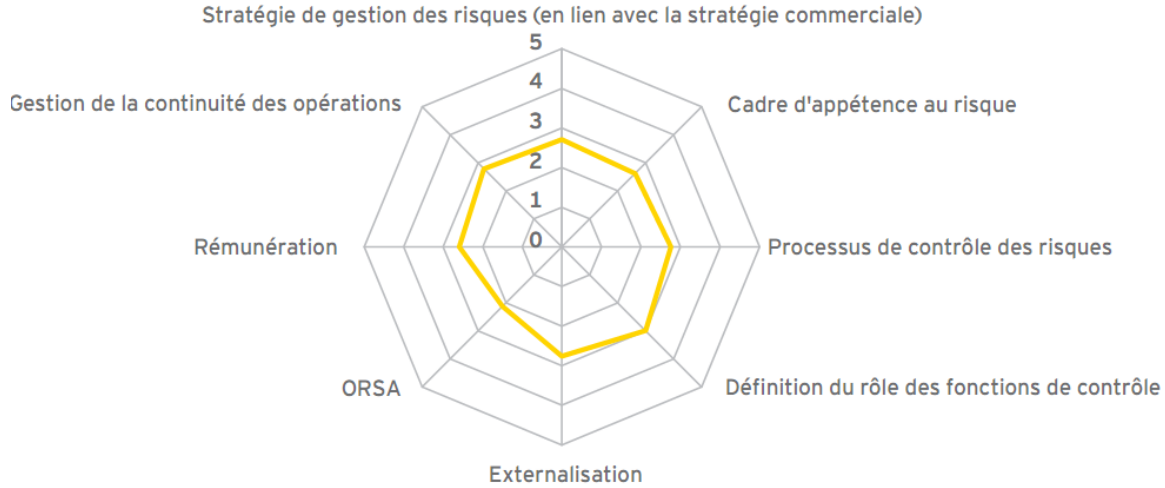 Stratégie de gestion des risques (en lien avec la stratégie commerciale)
5
4
3
2
1
0
Gestion de la continuité des opérations
Cadre d'appétence au risque
Rémunération
Processus de contrôle des risques
ORSA
Définition du rôle des fonctions de contrôle
Externalisation